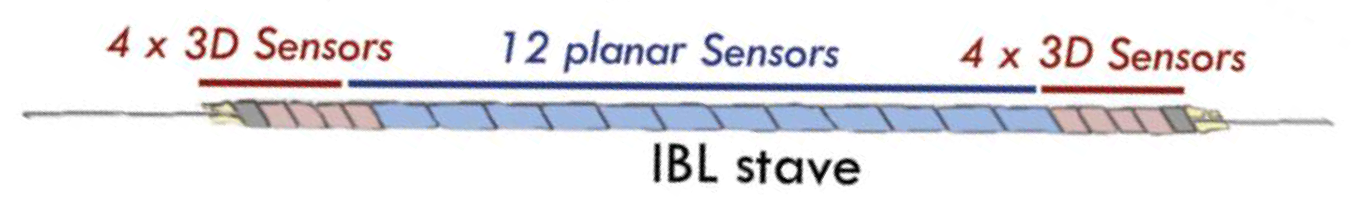 4 x 3D Sensors 12 planar Sensors 4 x 3D Sensors
IBL stave